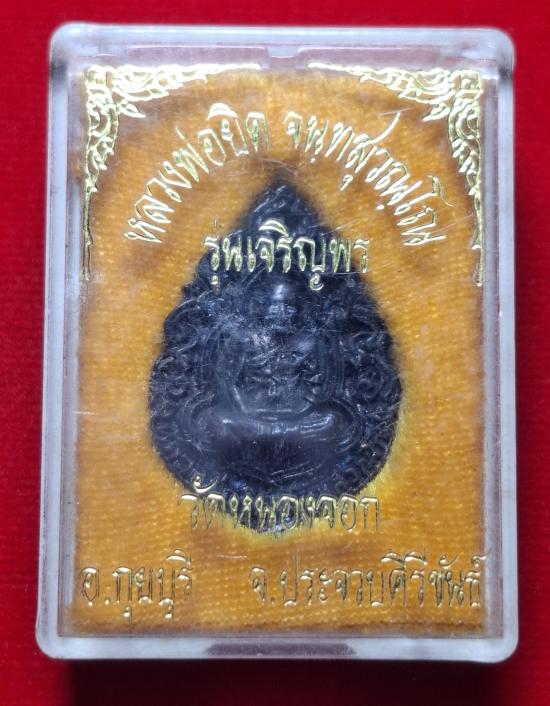 หลวงพ่อยิด จนฺทสุวณฺโณ
รุ่นเจริญพร
วัดหนองจอก
อ.กุยบุรี จ.ประจวบคีรีขันธ์